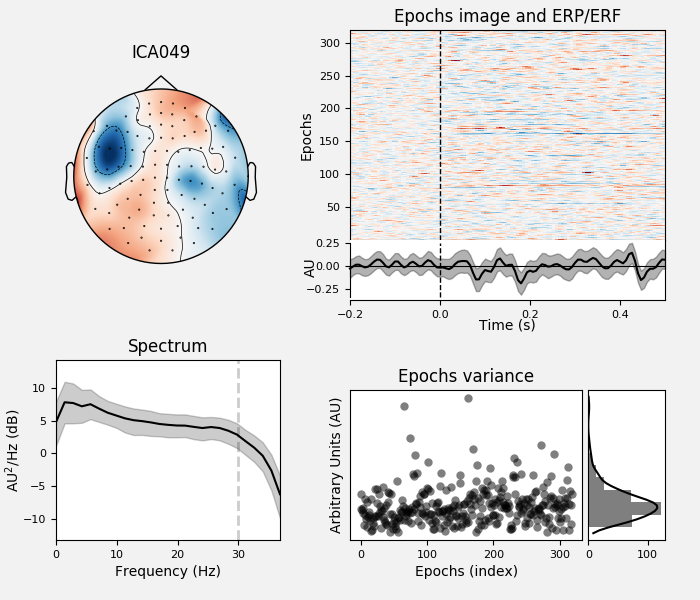 ICA049
Epochs image and ERP/ERF
Epochs
300
250
200
150
100
50
AU
0.25
0.00
−0.25
−0.2
0.0
0.2
0.4
Time (s)
Spectrum
AU²/Hz (dB)
10
5
0
−5
−10
0
10
20
30
Frequency (Hz)
Epochs variance
Arbitrary Units (AU)
0
100
200
300
Epochs (index)
0
100